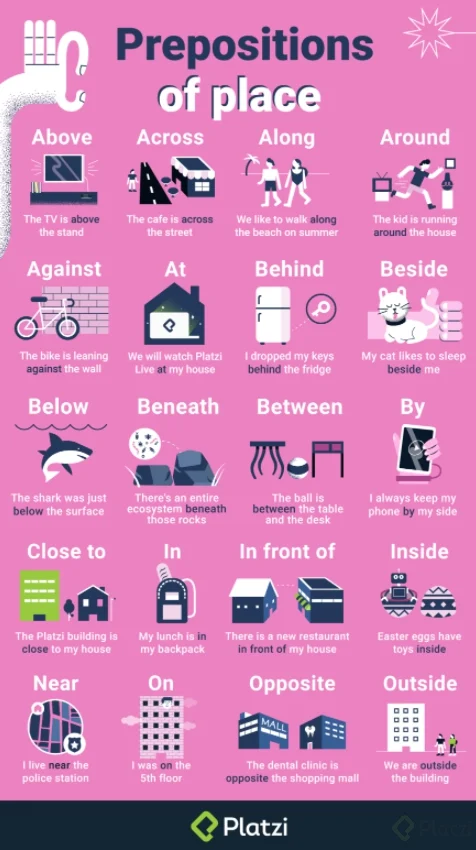 Prepositions
of place
Above
The TV is above
the stand
Across
The cafe is across
the street
Along
We like to walk along
the beach on summer
Around
The kid is running
around the house
Against
The bike is leaning
against the wall
At
We will watch Platzi
Live at my house
Behind
I dropped my keys
behind the fridge
Beside
My cat likes to sleep
beside me
Below
The shark was just
below the surface
Beneath
There's an entire
ecosystem beneath
those rocks
Between
The ball is
between the table
and the desk
By
I always keep my
phone by my side
Close to
The Platzi building is
close to my house
In
My lunch is in
my backpack
In front of
There is a new restaurant
in front of my house
Inside
Easter eggs have
toys inside
Near
I live near the
police station
On
I was on the
5th floor
Opposite
MALL
The dental clinic is
opposite the shopping mall
Outside
We are outside
the building
Platzi
Platzi